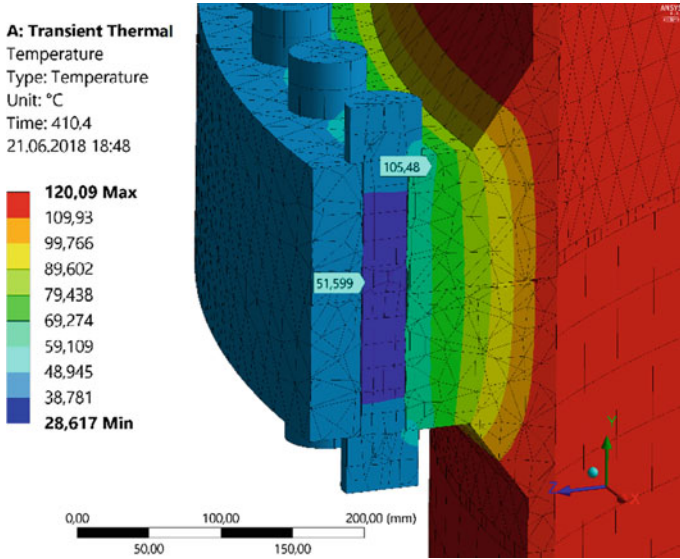 A: Transient Thermal
Temperature
Type: Temperature
Unit: °C
Time: 410,4
21.06.2018 18:48
120,09 Max
109,93
99,766
89,602
79,438
69,274
59,109
48,945
38,781
28,617 Min
105,48
51,599
Y
Z
X
0,00 100,00 200,00 (mm)
50,00 150,00